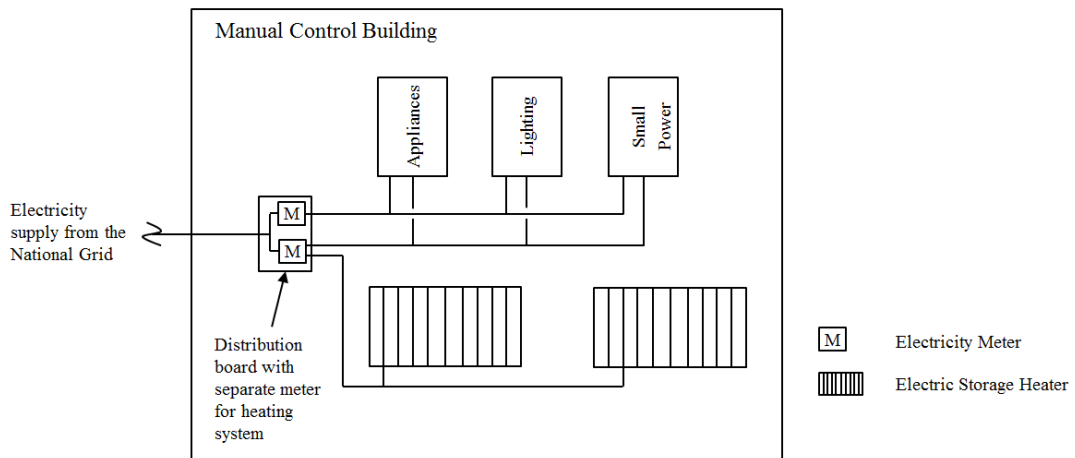 Manual Control Building
Appliances
Lighting
Small
Power
Electricity
supply from the
National Grid
M
M
Distribution
board with
separate meter
for heating
system
M
Electricity Meter
Electric Storage Heater